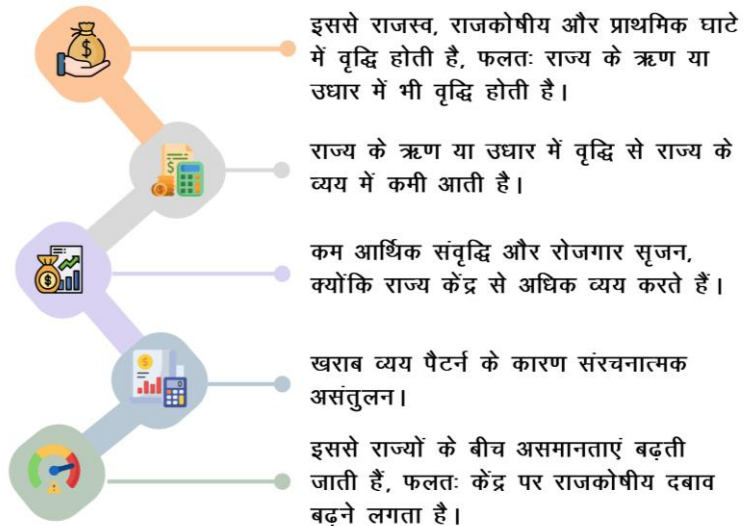 इससे राजस्व, राजकोषीय और प्राथमिक घाटे
में वृद्धि होती है, फलतः राज्य के ऋण या
उधार में भी वृद्धि होती है।
राज्य के ऋण या उधार में वृद्धि से राज्य के
व्यय में कमी आती है।
कम आर्थिक संवृद्धि और रोजगार सृजन,
क्योंकि राज्य केंद्र से अधिक व्यय करते हैं।
खराब व्यय पैटर्न के कारण संरचनात्मक
असंतुलन।
इससे राज्यों के बीच असमानताएं बढ़ती
जाती हैं, फलतः केंद्र पर राजकोषीय दबाव
बढ़ने लगता है।